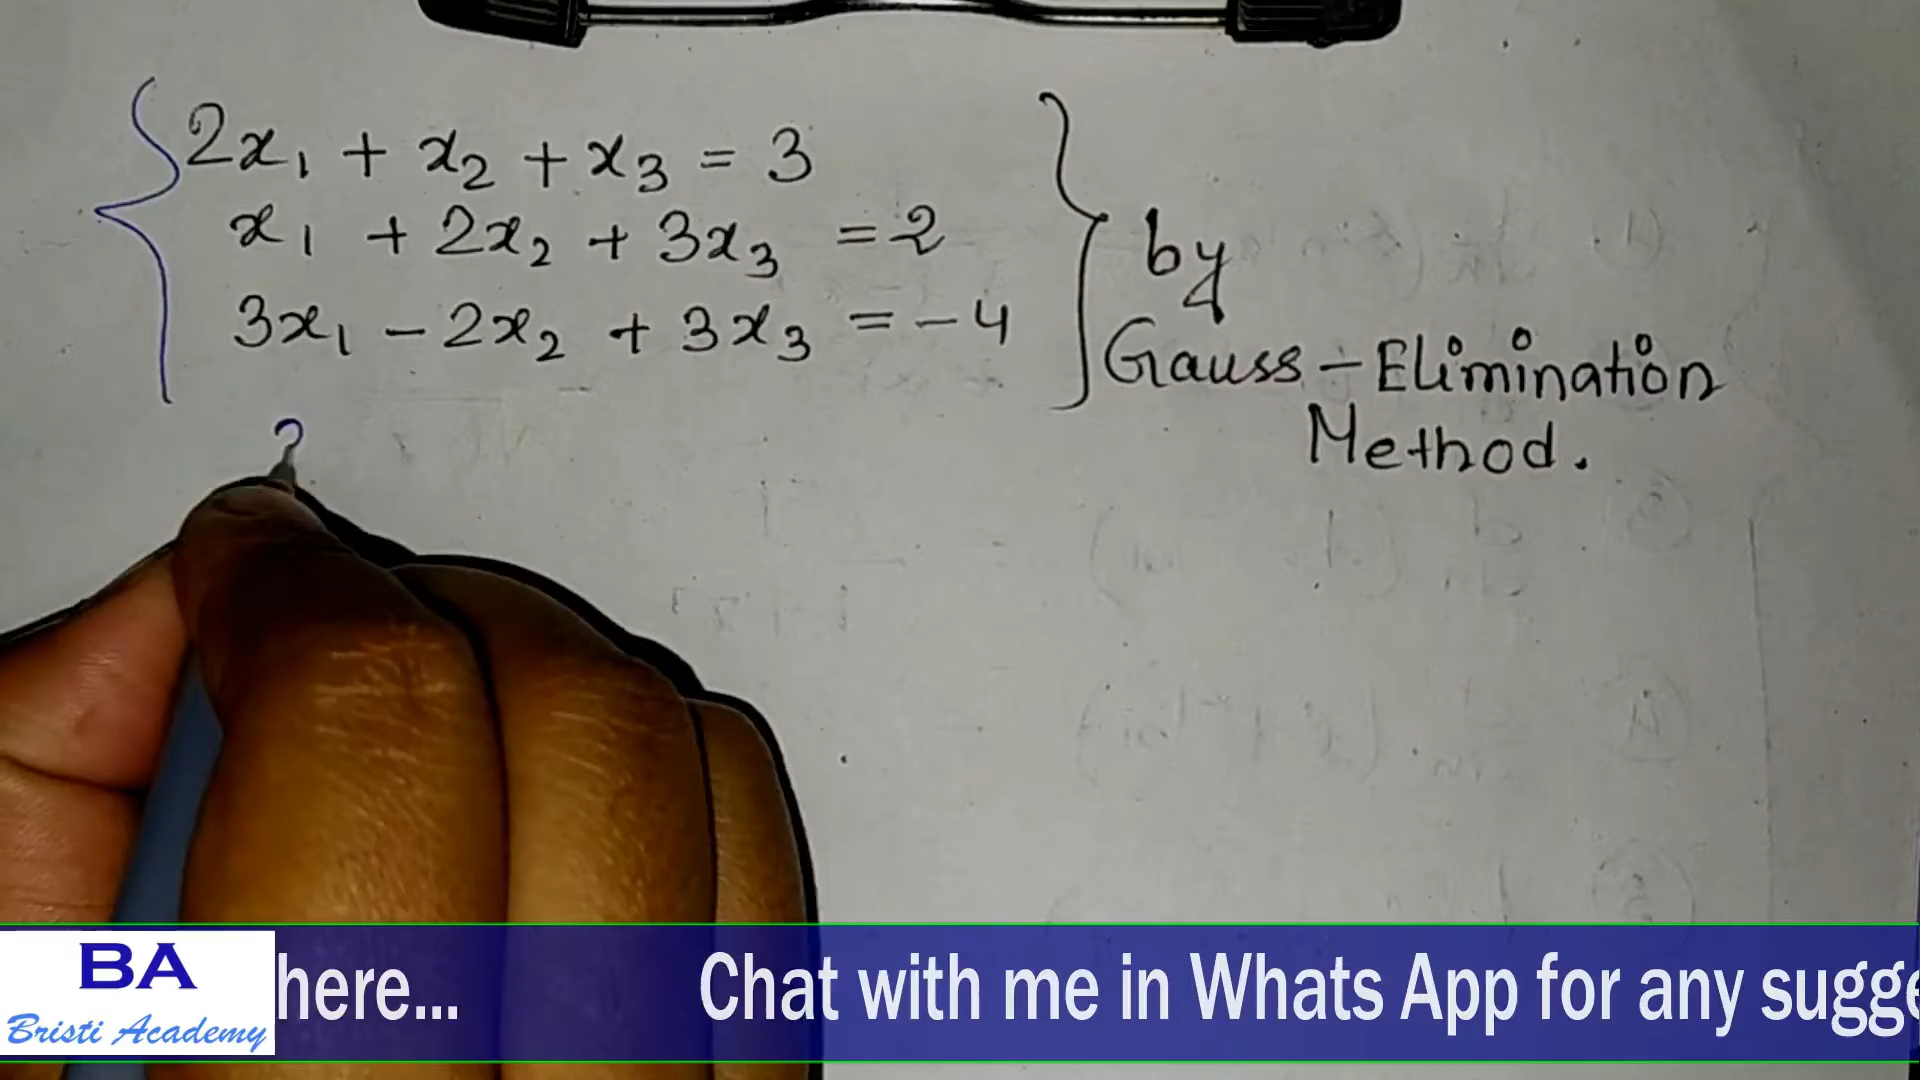 2x₁ + x₂ + x₃ = 3
x₁ + 2x₂ + 3x₃ = 2
3x₁ - 2x₂ + 3x₃ = -4
by
Gauss-Elimination
Method.
2
BA
Bristi Academy
here... Chat with me in Whats App for any sugge